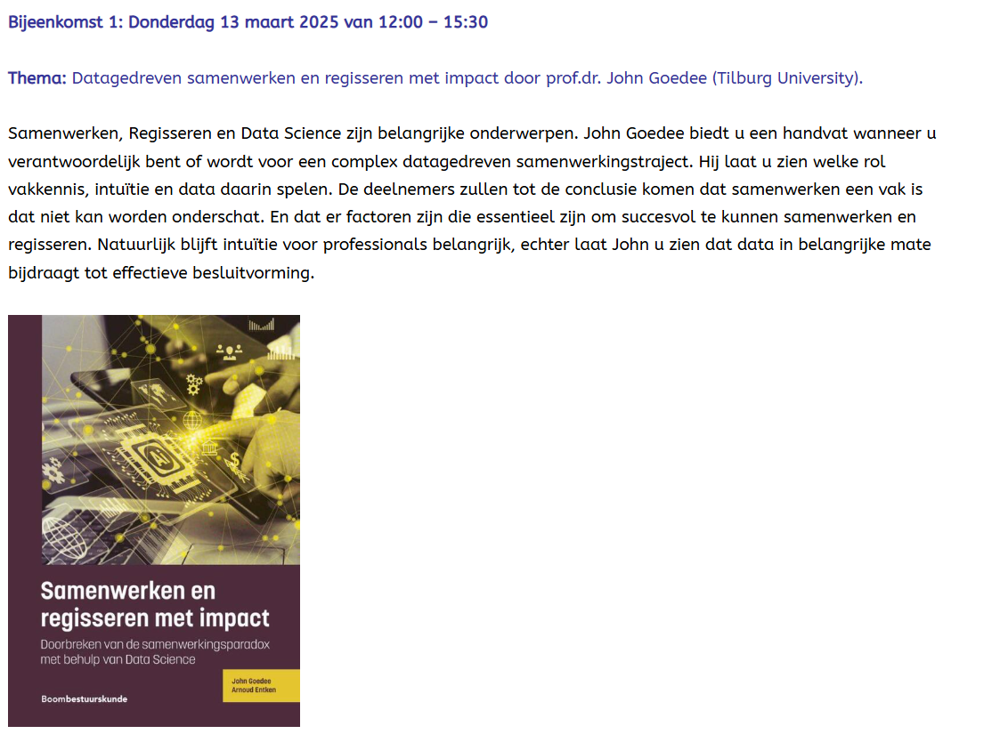 Bijeenkomst 1: Donderdag 13 maart 2025 van 12:00 – 15:30
Thema: Datagedreven samenwerken en regisseren met impact door prof.dr. John Goedee (Tilburg University).
Samenwerken, Regisseren en Data Science zijn belangrijke onderwerpen. John Goedee biedt u een handvat wanneer u
verantwoordelijk bent of wordt voor een complex datagedreven samenwerkingstraject. Hij laat u zien welke rol
vakkennis, intuïtie en data daarin spelen. De deelnemers zullen tot de conclusie komen dat samenwerken een vak is
dat niet kan worden onderschat. En dat er factoren zijn die essentieel zijn om succesvol te kunnen samenwerken en
regisseren. Natuurlijk blijft intuïtie voor professionals belangrijk, echter laat John u zien dat data in belangrijke mate
bijdraagt tot effectieve besluitvorming.
Ai
$
Samenwerken en
regisseren met impact
Doorbreken van de samenwerkingsparadox
met behulp van Data Science
John Goedee
Arnoud Entken
Boombestuurskunde